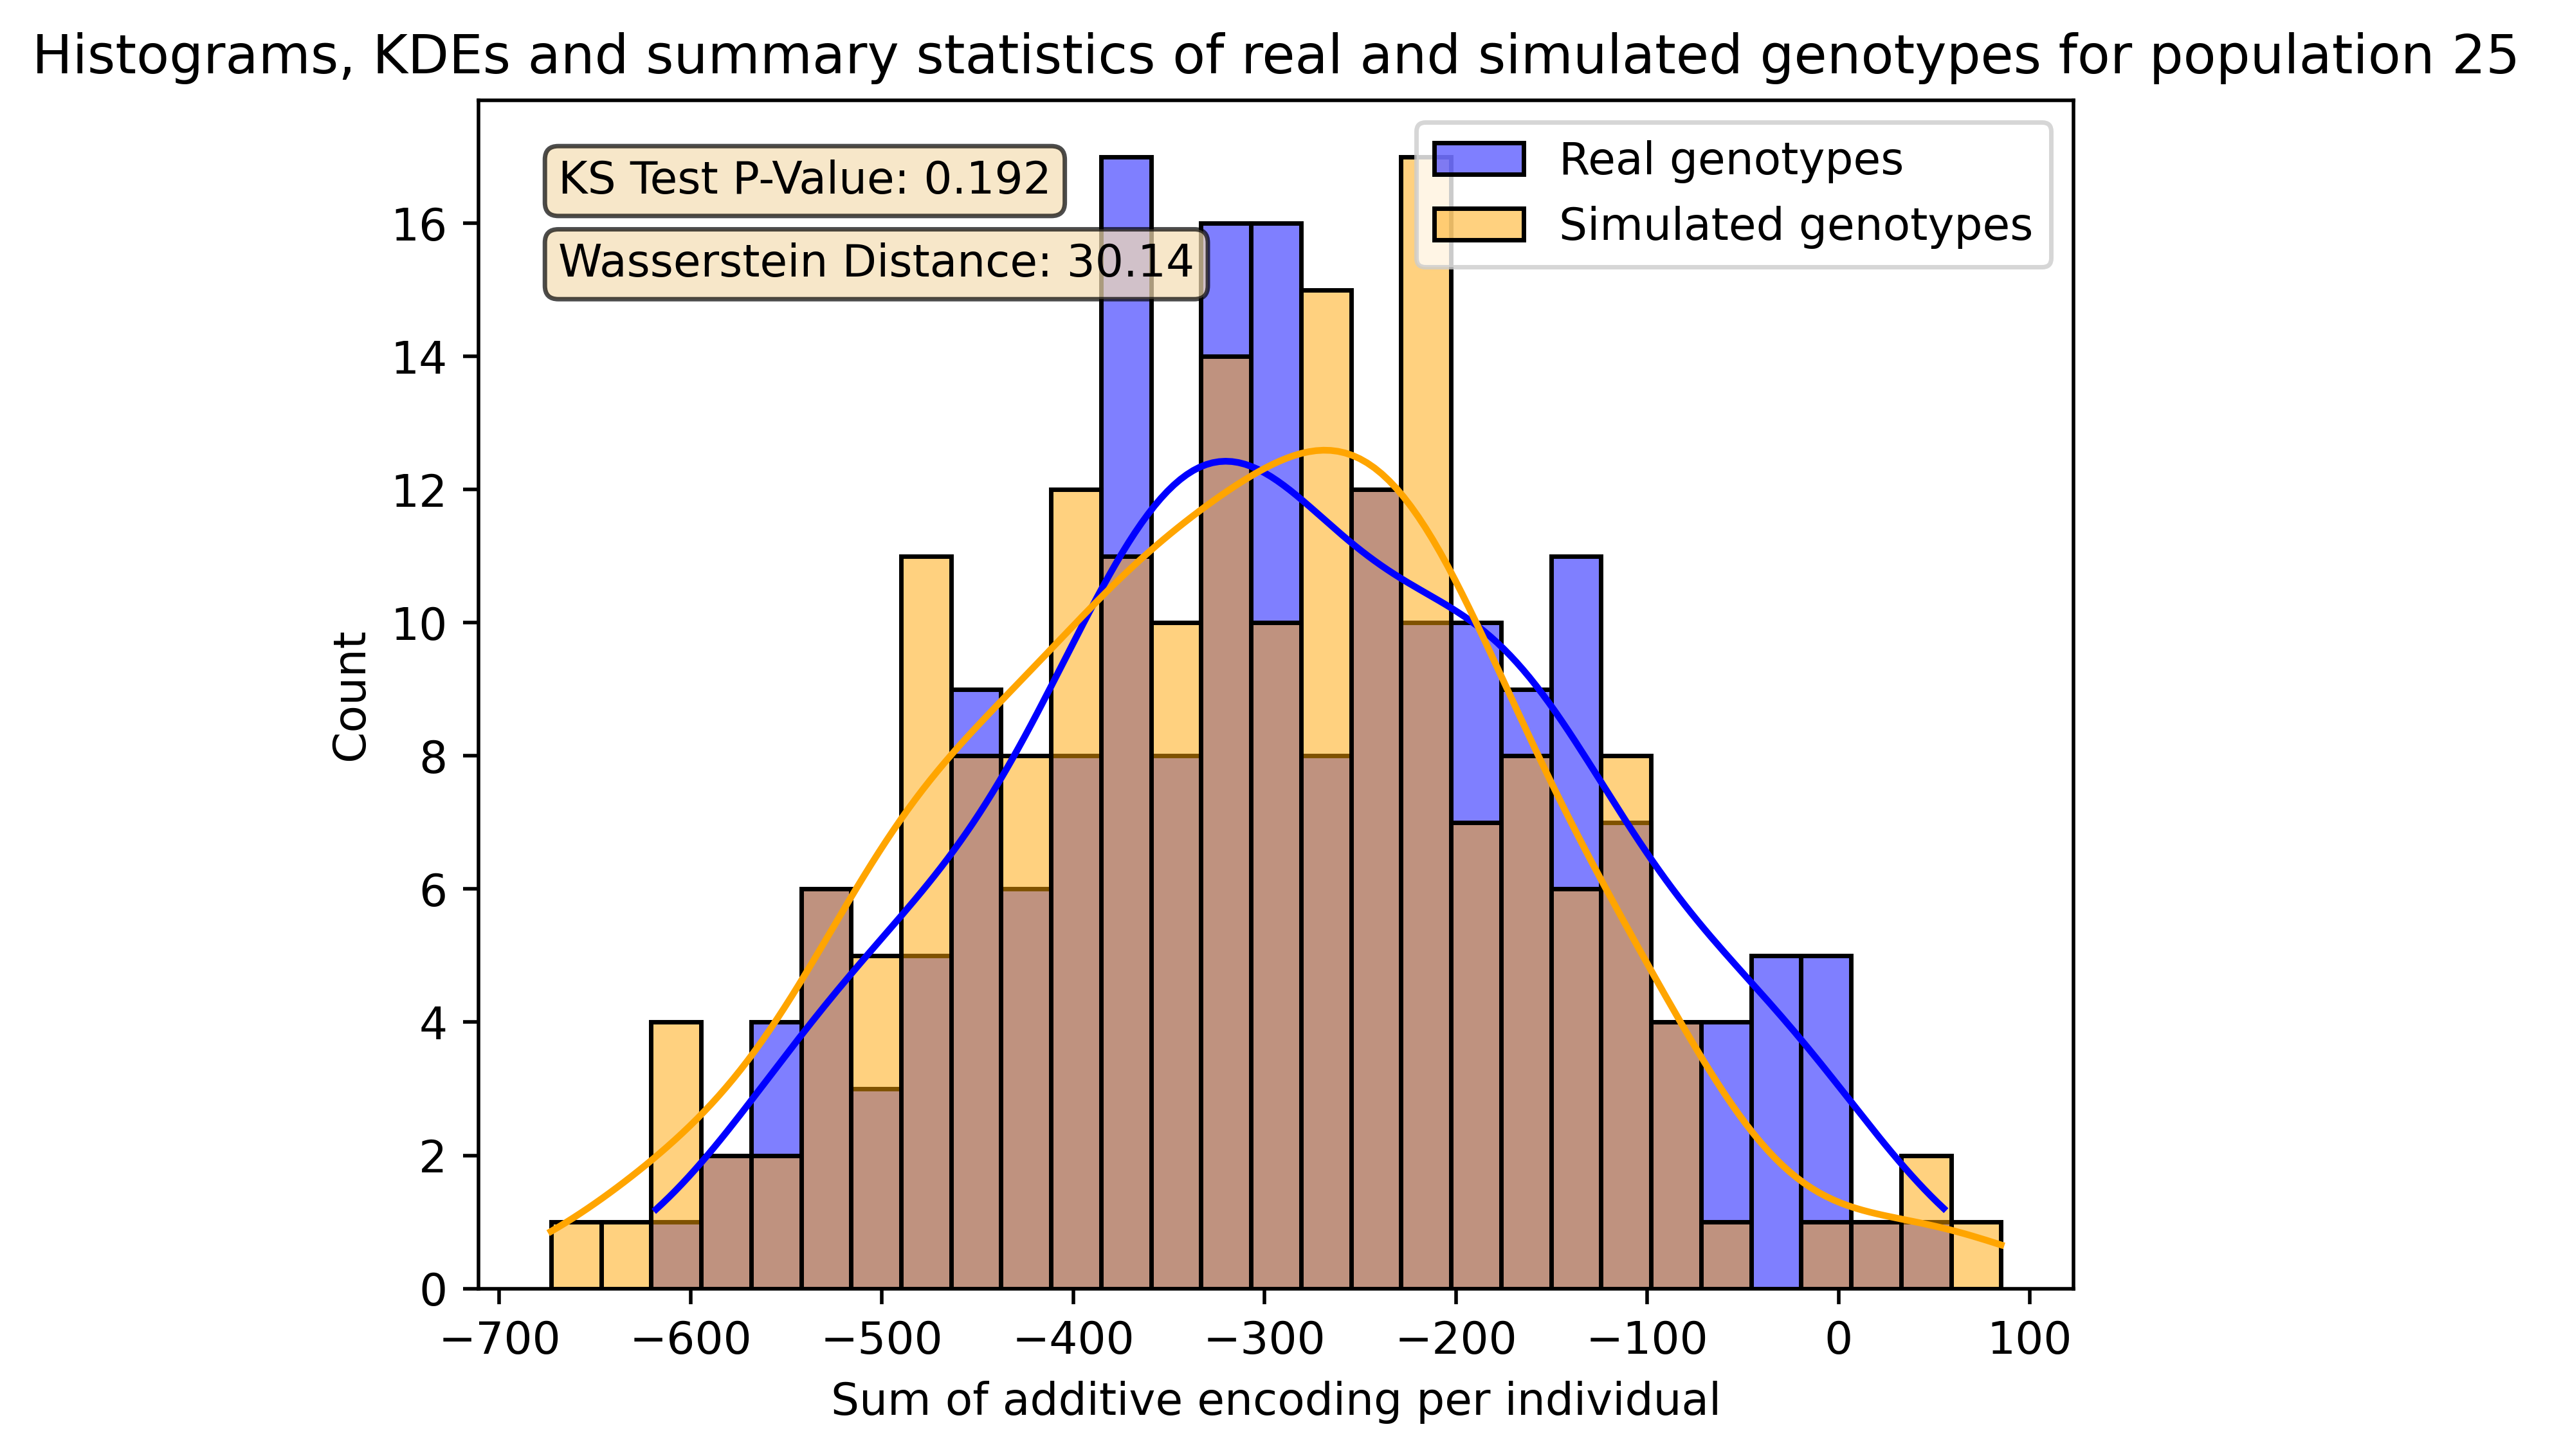 Histograms, KDEs and summary statistics of real and simulated genotypes for population 25
KS Test P-Value: 0.192
Wasserstein Distance: 30.14
Real genotypes
Simulated genotypes
Count
16
14
12
10
8
6
4
2
0
−700 −600 −500 −400 −300 −200 −100 0 100
Sum of additive encoding per individual